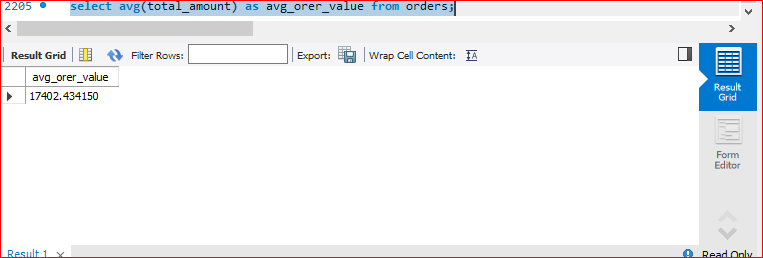 2205 select avg(total_amount) as avg_orer_value from orders;
Result Grid Filter Rows: Export: Wrap Cell Content: IA
avg_orer_value
17402.434150
Result
Grid
Form
Editor
Result 1 ×
Read Only